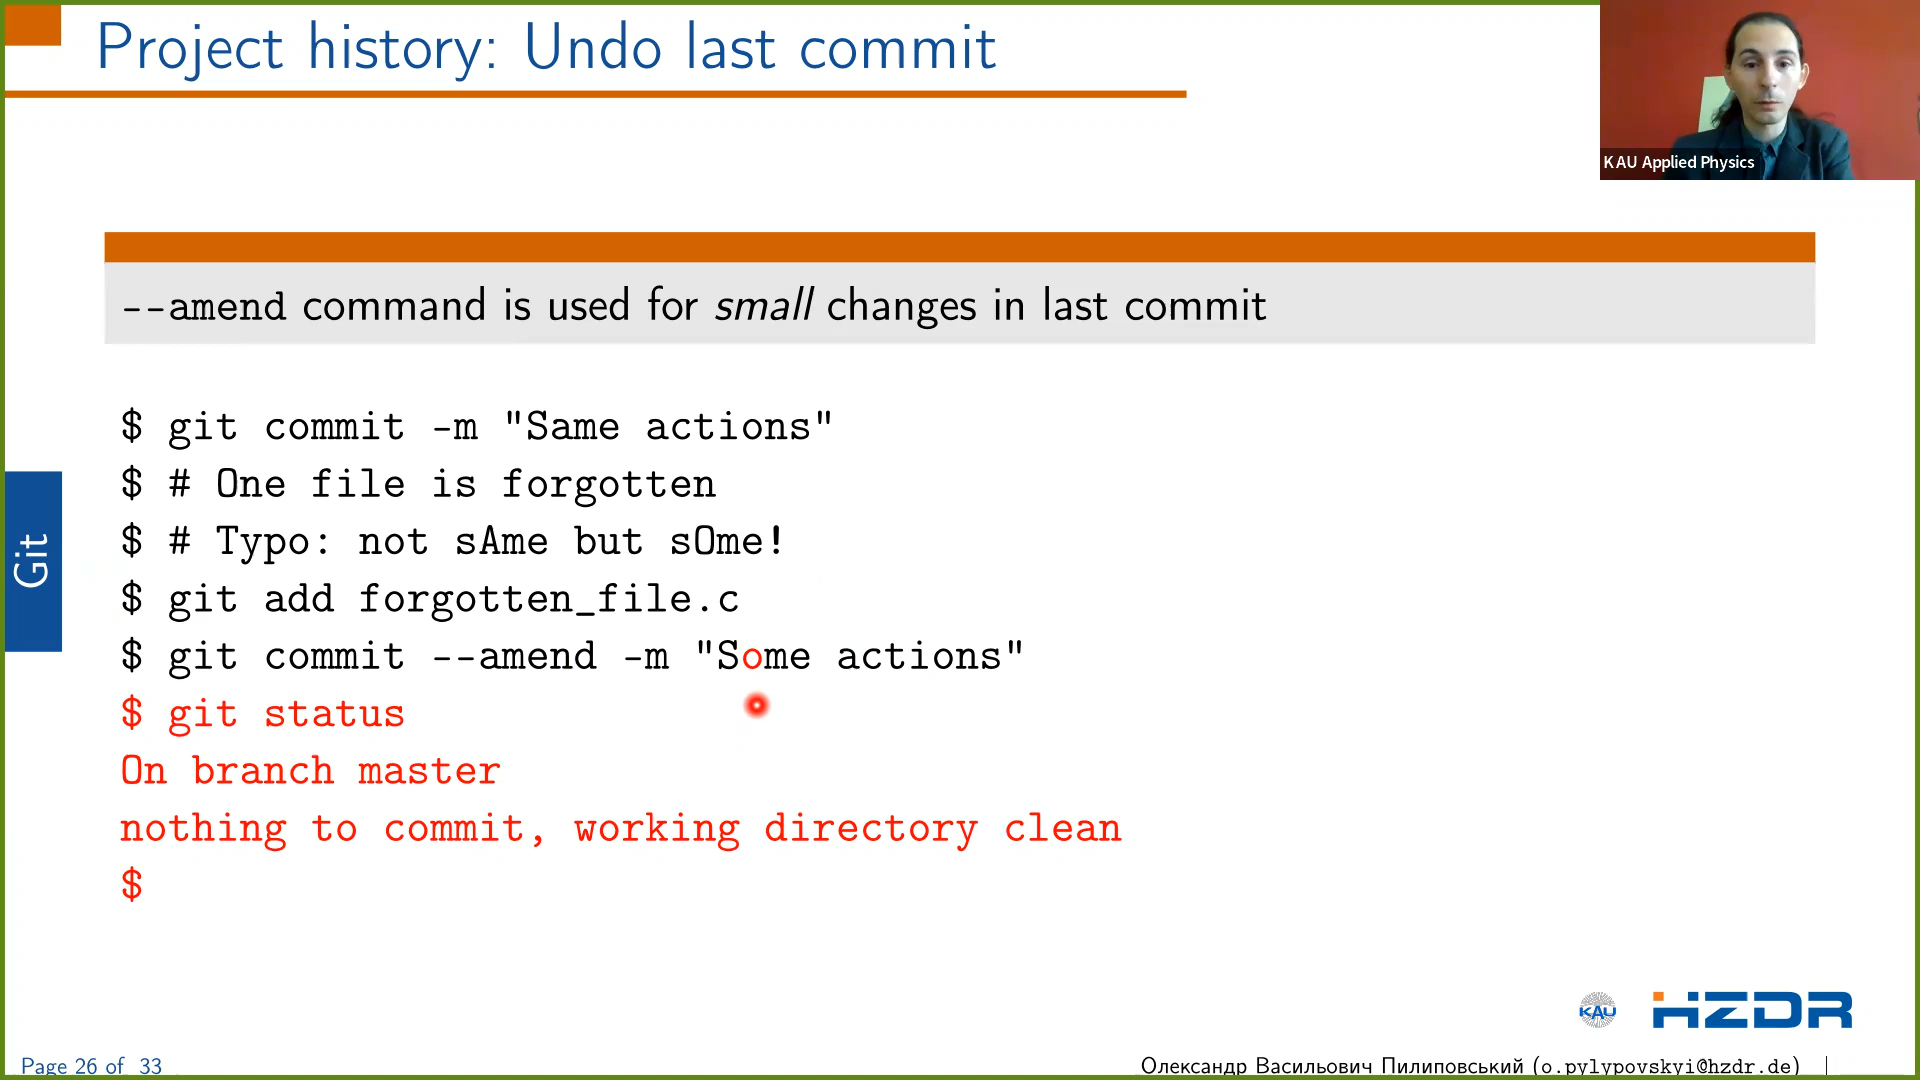 Project history: Undo last commit
KAU Applied Physics
--amend command is used for small changes in last commit
$ git commit -m "Same actions"
$ # One file is forgotten
$ # Typo: not sAme but sOme!
$ git add forgotten_file.c
$ git commit --amend -m "Some actions"
$ git status
On branch master
nothing to commit, working directory clean
$
Git
KAU
HZDR
Page 26 of 33
Олександр Васильович Пилиповський (o.pylypovskyi@hzdr.de)